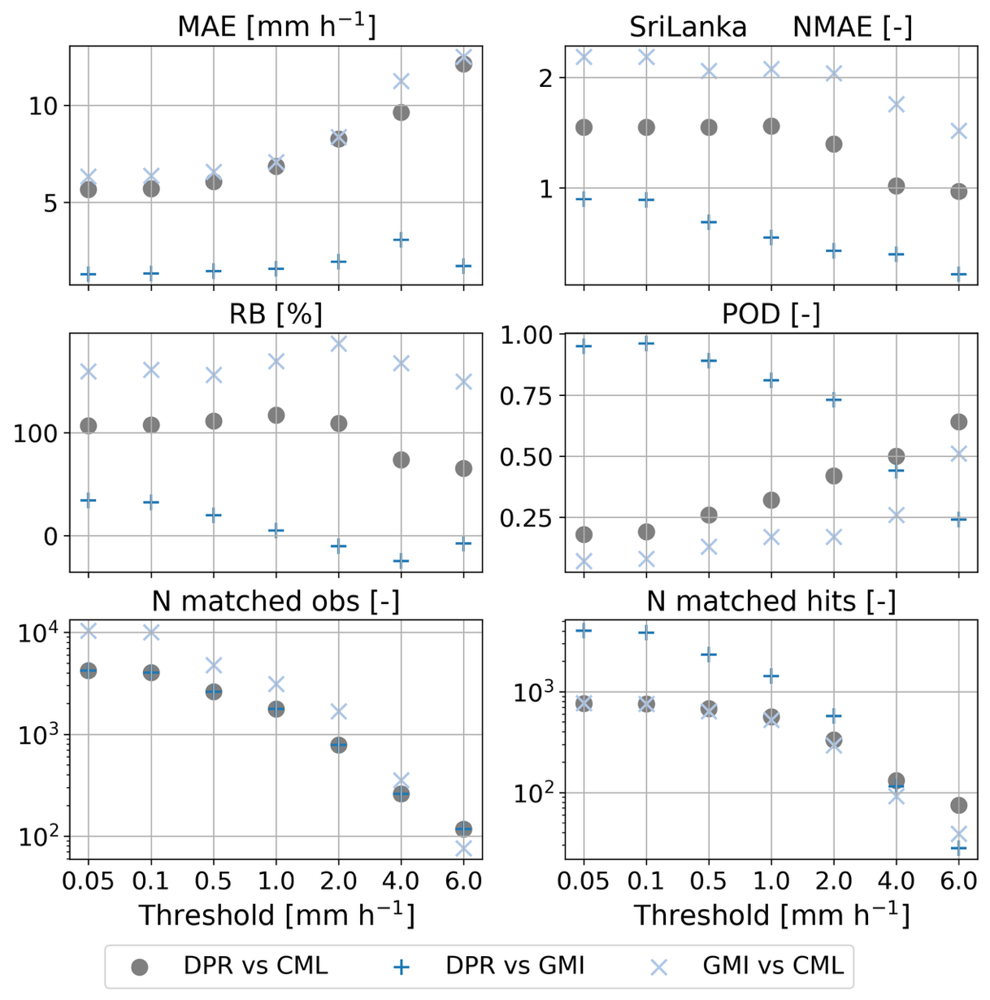 MAE [mm h⁻¹]
SriLanka NMAE [-]
10
5
2
1
RB [%]
POD [-]
100
0
1.00
0.75
0.50
0.25
N matched obs [-]
N matched hits [-]
10⁴
10³
10²
10³
10²
0.05 0.1 0.5 1.0 2.0 4.0 6.0
0.05 0.1 0.5 1.0 2.0 4.0 6.0
Threshold [mm h⁻¹]
Threshold [mm h⁻¹]
DPR vs CML DPR vs GMI GMI vs CML